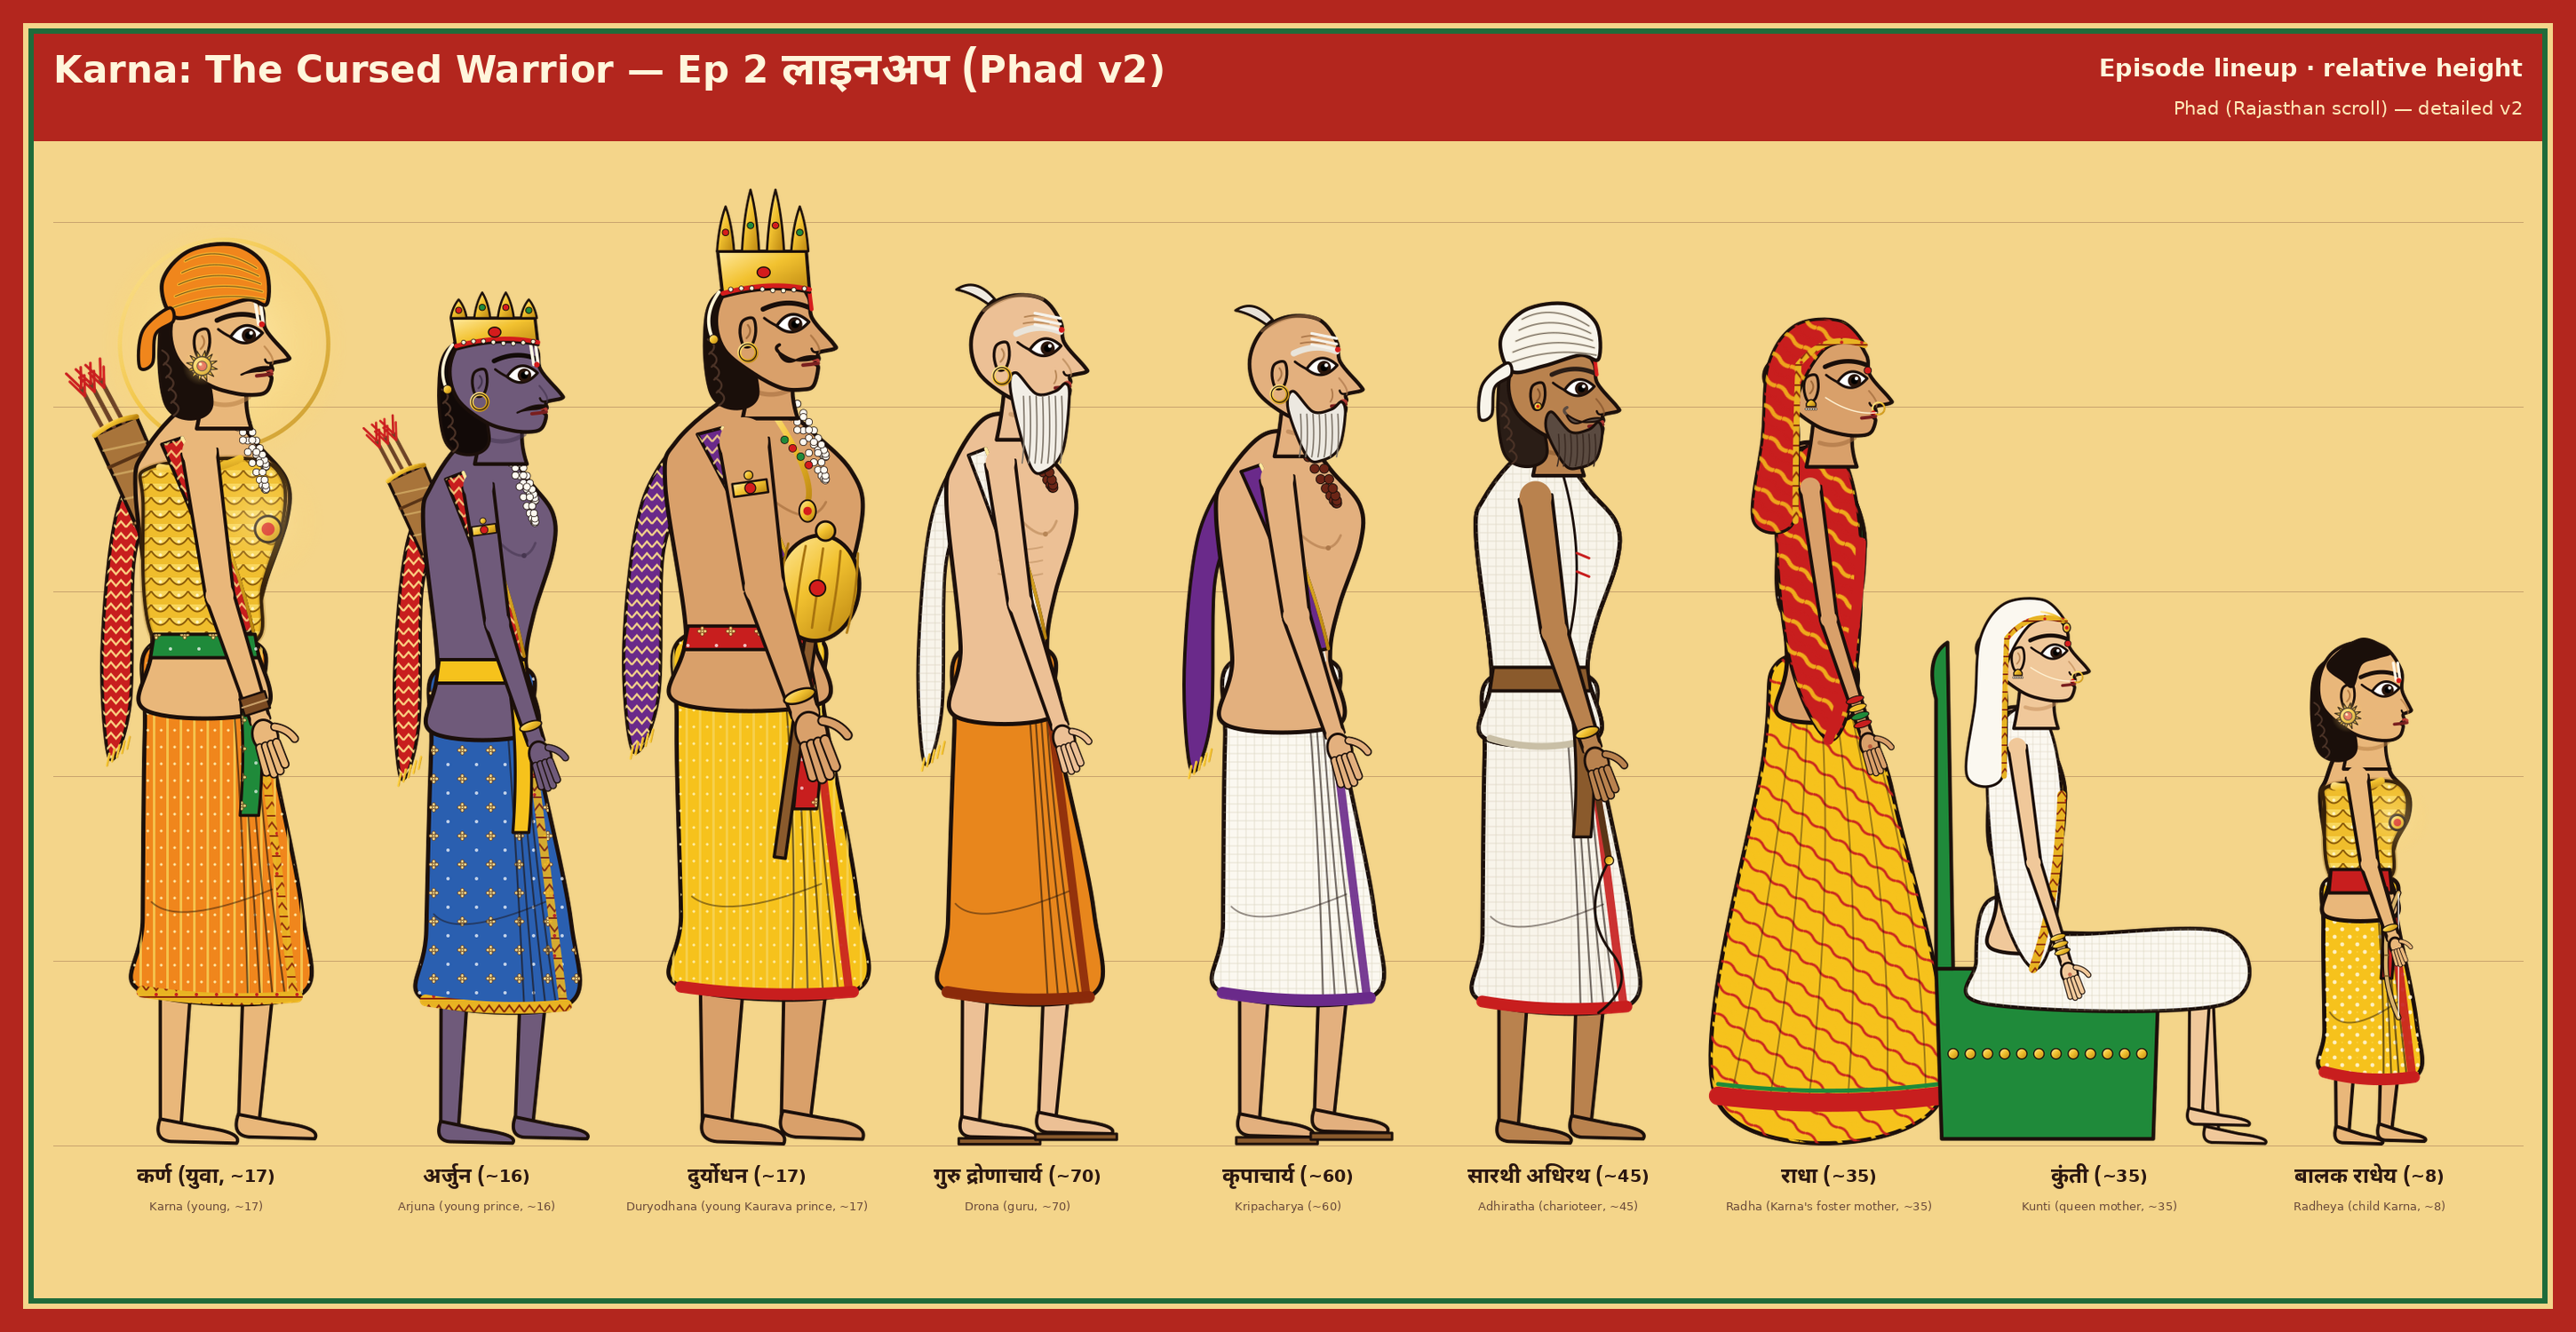 Karna: The Cursed Warrior — Ep 2 लाइनअप (Phad v2)
Episode lineup · relative height
Phad (Rajasthan scroll) — detailed v2
कर्ण (युवा, ~17)
Karna (young, ~17)
अर्जुन (~16)
Arjuna (young prince, ~16)
दुर्योधन (~17)
Duryodhana (young Kaurava prince, ~17)
गुरु द्रोणाचार्य (~70)
Drona (guru, ~70)
कृपाचार्य (~60)
Kripacharya (~60)
सारथी अधिरथ (~45)
Adhiratha (charioteer, ~45)
राधा (~35)
Radha (Karna's foster mother, ~35)
कुंती (~35)
Kunti (queen mother, ~35)
बालक राधेय (~8)
Radheya (child Karna, ~8)